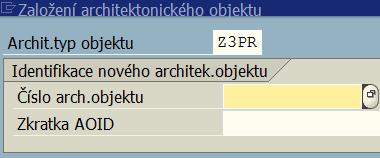 Založení architektonického objektu
Archit.typ objektu Z3PR
Identifikace nového architek.objektu
Číslo arch.objektu
Zkratka AOID